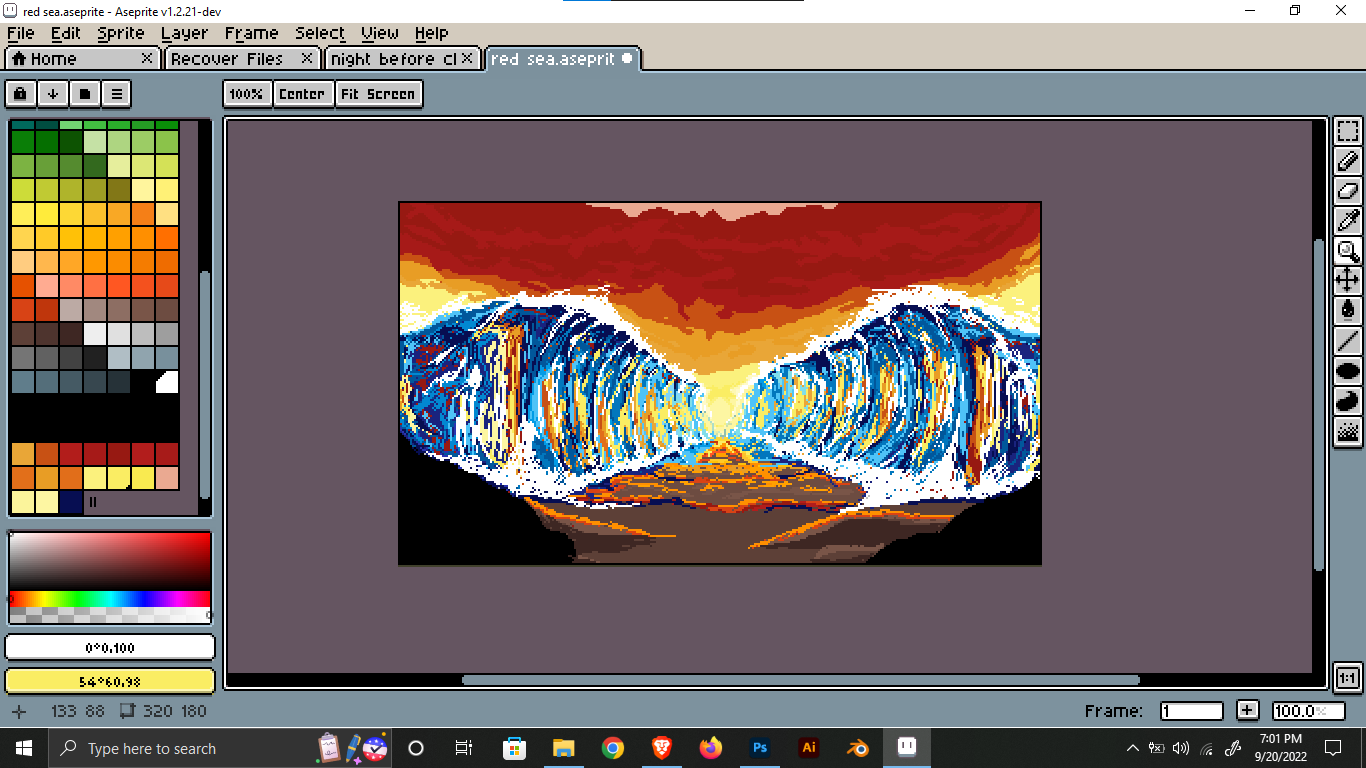 red sea.aseprite - Aseprite v1.2.21-dev
File Edit Sprite Layer Frame Select View Help
Home Recover Files night before cl red sea.aseprit
100% Center Fit Screen
0°0,100
54°60,98
133 88 320 180 Frame: 1 100.0%
1:1
Type here to search
Ps Ai
7:01 PM
9/20/2022